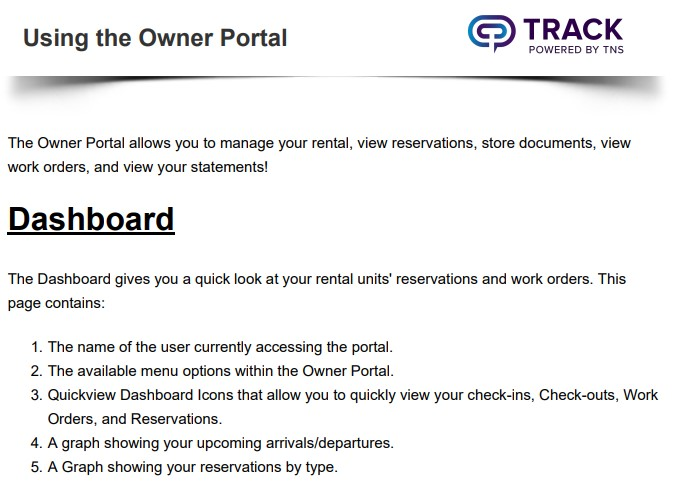 Using the Owner Portal
TRACK
POWERED BY TNS
The Owner Portal allows you to manage your rental, view reservations, store documents, view
work orders, and view your statements!
Dashboard
The Dashboard gives you a quick look at your rental units' reservations and work orders. This
page contains:
1. The name of the user currently accessing the portal.
2. The available menu options within the Owner Portal.
3. Quickview Dashboard Icons that allow you to quickly view your check-ins, Check-outs, Work
Orders, and Reservations.
4. A graph showing your upcoming arrivals/departures.
5. A Graph showing your reservations by type.